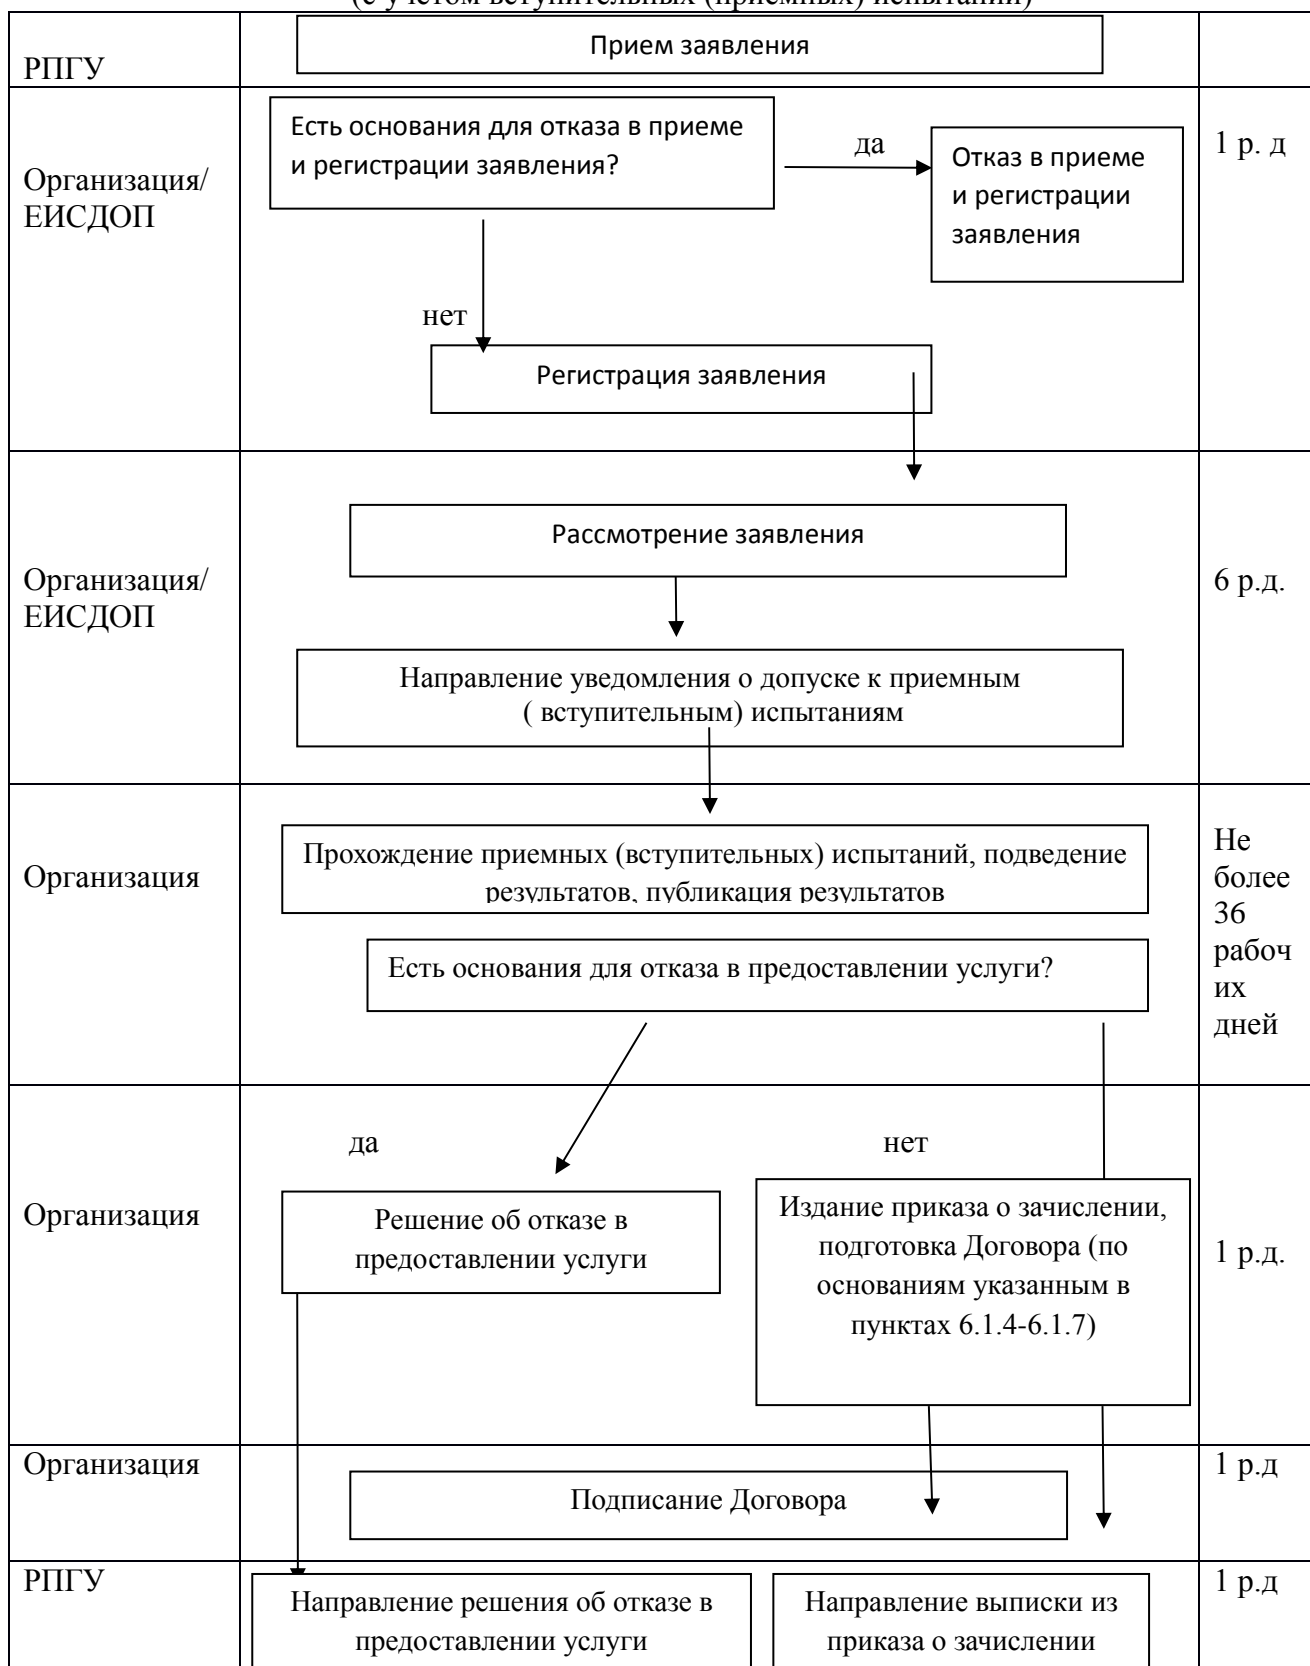 (с учетом вступительных (приемных) испытаний)
РПГУ
Прием заявления
Организация/
ЕИСДОП
Есть основания для отказа в приеме
и регистрации заявления?
да
Отказ в приеме
и регистрации
заявления
1 р. д
нет
Регистрация заявления
Организация/
ЕИСДОП
Рассмотрение заявления
6 р.д.
Направление уведомления о допуске к приемным
( вступительным) испытаниям
Организация
Прохождение приемных (вступительных) испытаний, подведение
результатов, публикация результатов
Есть основания для отказа в предоставлении услуги?
Не
более
36
рабоч
их
дней
Организация
да
нет
Решение об отказе в
предоставлении услуги
Издание приказа о зачислении,
подготовка Договора (по
основаниям указанным в
пунктах 6.1.4-6.1.7)
1 р.д.
Организация
Подписание Договора
1 р.д
РПГУ
Направление решения об отказе в
предоставлении услуги
Направление выписки из
приказа о зачислении
1 р.д